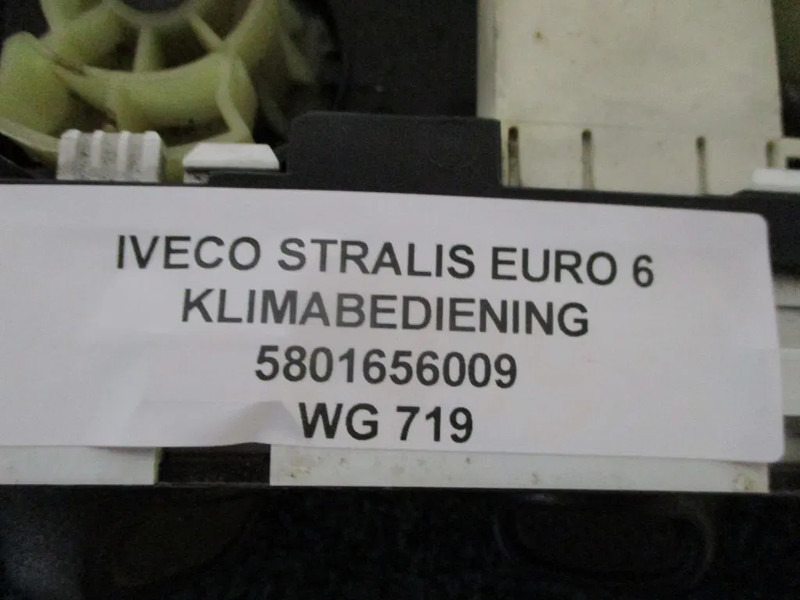 IVECO STRALIS EURO 6
KLIMABEDIENING
5801656009
WG 719